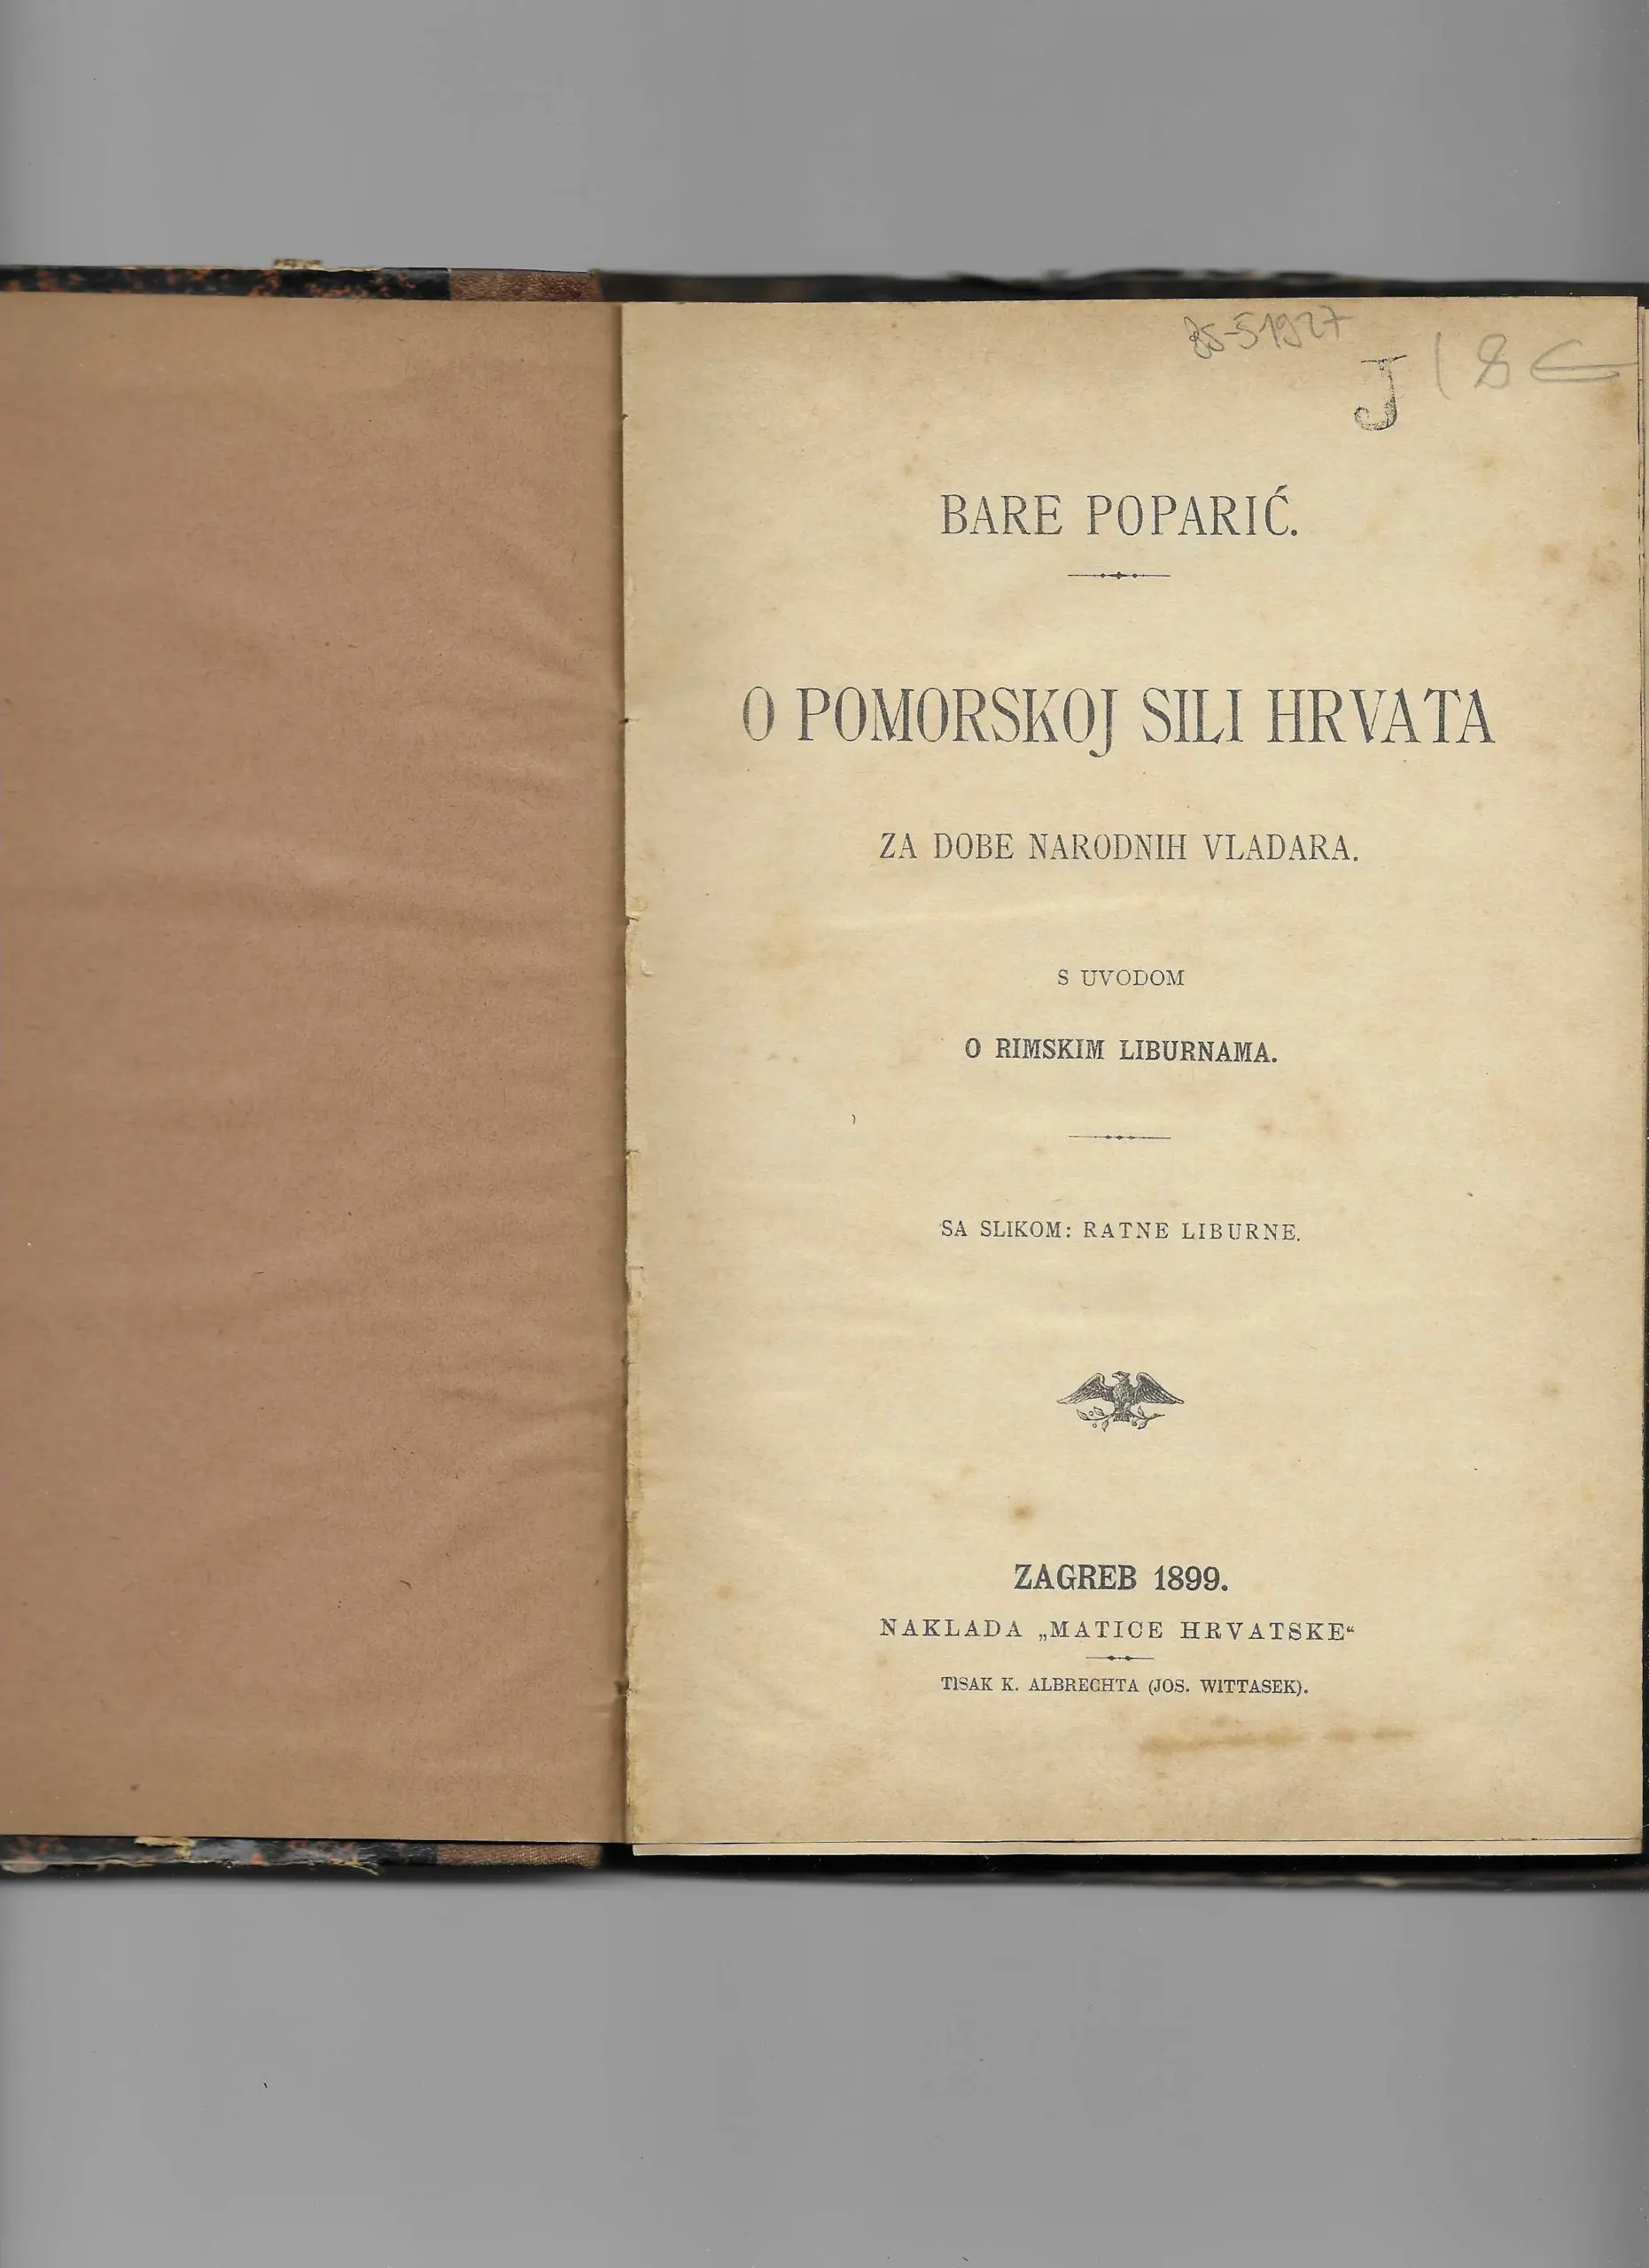 J
BARE POPARIĆ.
O POMORSKOJ SILI HRVATA
ZA DOBE NARODNIH VLADARA.
S UVODOM
O RIMSKIM LIBURNAMA.
SA SLIKOM: RATNE LIBURNE.
ZAGREB 1899.
NAKLADA „MATICE HRVATSKE“
TISAK K. ALBRECHTA (JOS. WITTASEK).